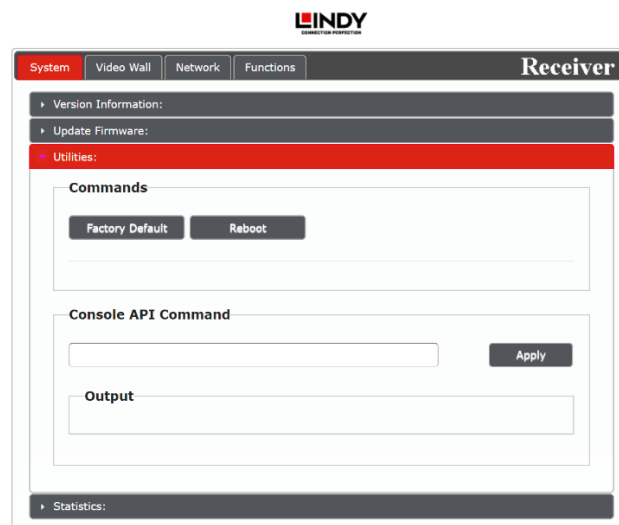 LINDY
CONNECTION PERFECTION
System Video Wall Network Functions Receiver
Version Information:
Update Firmware:
Utilities:
Commands
Factory Default Reboot
Console API Command
Apply
Output
Statistics: